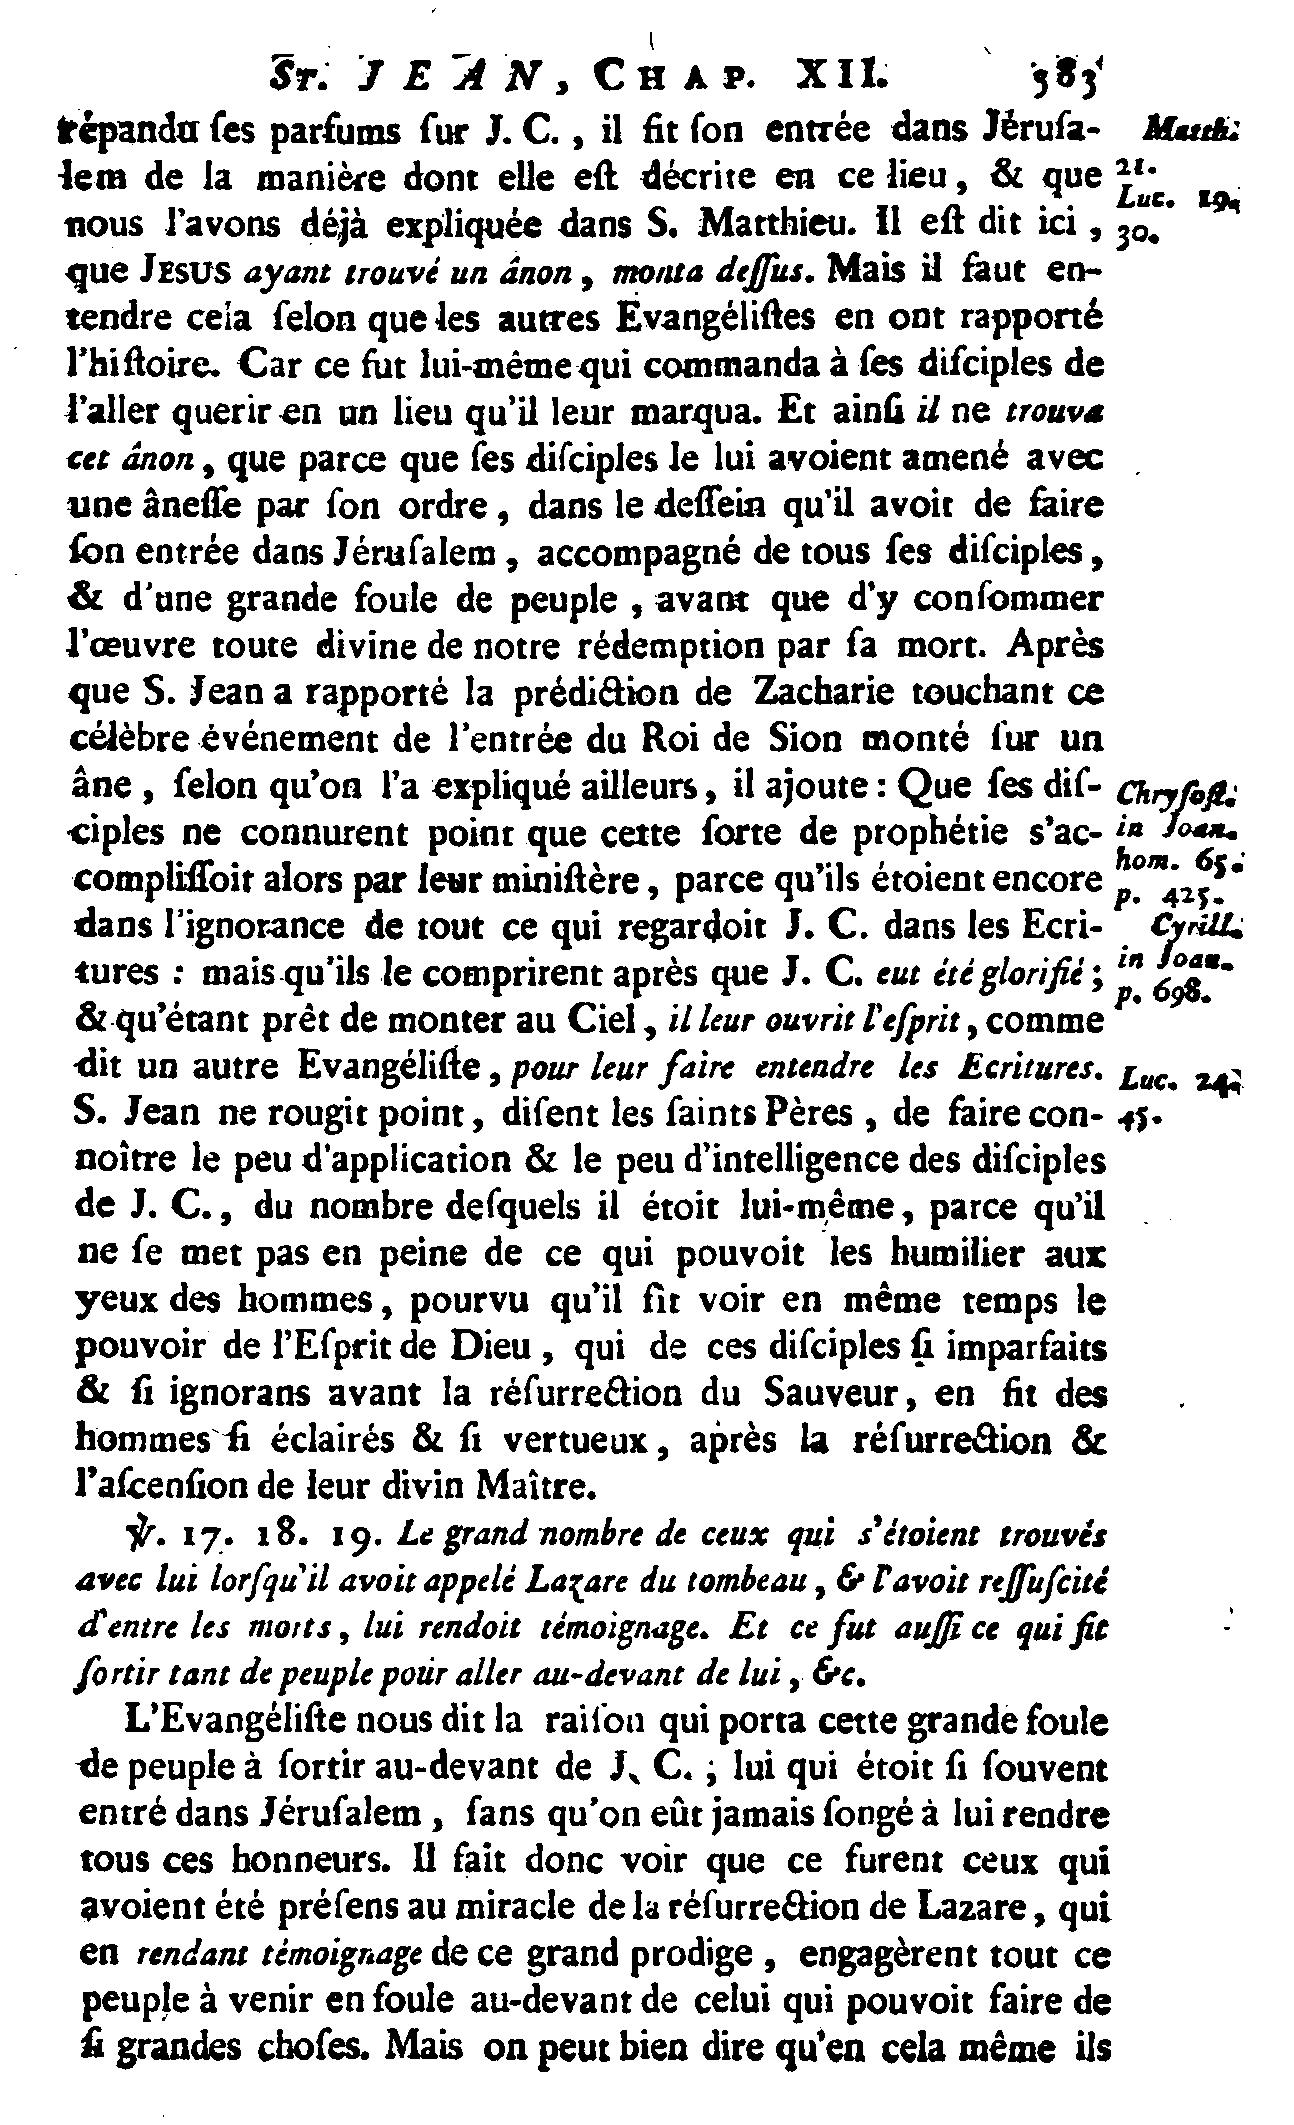 St. JEAN, CHAP. XII. 383
répandu ſes parfums ſur J. C., il fit ſon entrée dans Jéruſa-
lem de la manière dont elle eſt décrite en ce lieu, & que
nous l'avons déjà expliquée dans S. Matthieu. Il eſt dit ici,
que JESUS ayant trouvé un ânon, monta deſſus. Mais il faut en-
tendre cela ſelon que les autres Evangéliſtes en ont rapporté
l'hiſtoire. Car ce fut lui-même qui commanda à ſes diſciples de
l'aller querir en un lieu qu'il leur marqua. Et ainſi il ne trouva
cet ânon, que parce que ſes diſciples le lui avoient amené avec
une âneſſe par ſon ordre, dans le deſſein qu'il avoit de faire
ſon entrée dans Jéruſalem, accompagné de tous ſes diſciples,
& d'une grande foule de peuple, avant que d'y conſommer
l'œuvre toute divine de notre rédemption par ſa mort. Après
que S. Jean a rapporté la prédiction de Zacharie touchant ce
célèbre événement de l'entrée du Roi de Sion monté ſur un
âne, ſelon qu'on l'a expliqué ailleurs, il ajoute : Que ſes diſ-
ciples ne connurent point que cette ſorte de prophétie s'ac-
compliſſoit alors par leur miniſtère, parce qu'ils étoient encore
dans l'ignorance de tout ce qui regardoit J. C. dans les Ecri-
tures : mais qu'ils le comprirent après que J. C. eut été glorifié ;
& qu'étant prêt de monter au Ciel, il leur ouvrit l'eſprit, comme
dit un autre Evangéliſte, pour leur faire entendre les Ecritures.
S. Jean ne rougit point, diſent les ſaints Pères, de faire con-
noître le peu d'application & le peu d'intelligence des diſciples
de J. C., du nombre deſquels il étoit lui-même, parce qu'il
ne ſe met pas en peine de ce qui pouvoit les humilier aux
yeux des hommes, pourvu qu'il fît voir en même temps le
pouvoir de l'Eſprit de Dieu, qui de ces diſciples ſi imparfaits
& ſi ignorans avant la réſurrection du Sauveur, en fit des
hommes ſi éclairés & ſi vertueux, après la réſurrection &
l'aſcenſion de leur divin Maître.
℣. 17. 18. 19. Le grand nombre de ceux qui s'étoient trouvés
avec lui lorſqu'il avoit appelé Lazare du tombeau, & l'avoit reſſuſcité
d'entre les morts, lui rendoit témoignage. Et ce fut auſſi ce qui fit
ſortir tant de peuple pour aller au-devant de lui, &c.
L'Evangéliſte nous dit la raiſon qui porta cette grande foule
de peuple à ſortir au-devant de J. C. ; lui qui étoit ſi ſouvent
entré dans Jéruſalem, ſans qu'on eût jamais ſongé à lui rendre
tous ces honneurs. Il fait donc voir que ce furent ceux qui
avoient été préſens au miracle de la réſurrection de Lazare, qui
en rendant témoignage de ce grand prodige, engagèrent tout ce
peuple à venir en foule au-devant de celui qui pouvoit faire de
ſi grandes choſes. Mais on peut bien dire qu'en cela même ils
Matth.
21.
Luc. 19.
30.
Chryſoſt.
in Joan.
hom. 65.
p. 425.
Cyrill.
in Joan.
p. 698.
Luc. 24.
45.